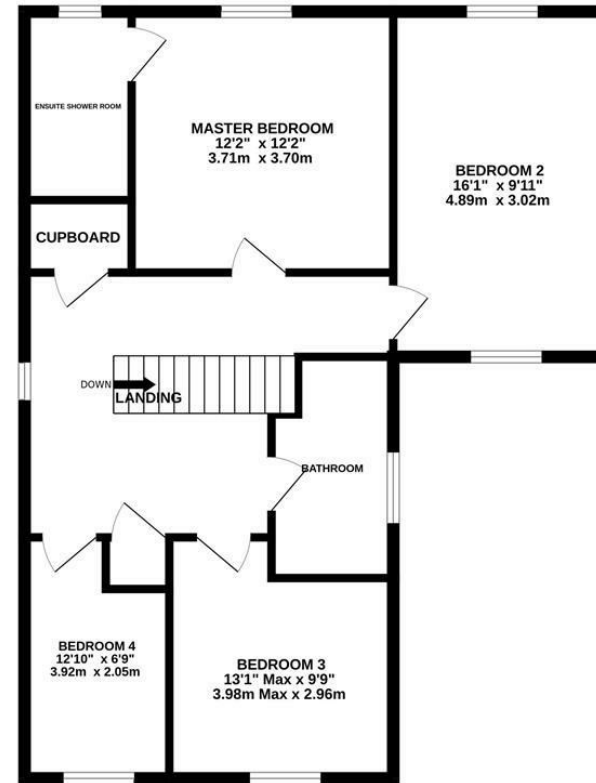 ENSUITE SHOWER ROOM
MASTER BEDROOM
12'2" x 12'2"
3.71m x 3.70m
BEDROOM 2
16'1" x 9'11"
4.89m x 3.02m
CUPBOARD
DOWN
LANDING
BATHROOM
BEDROOM 4
12'10" x 6'9"
3.92m x 2.05m
BEDROOM 3
13'1" Max x 9'9"
3.98m Max x 2.96m